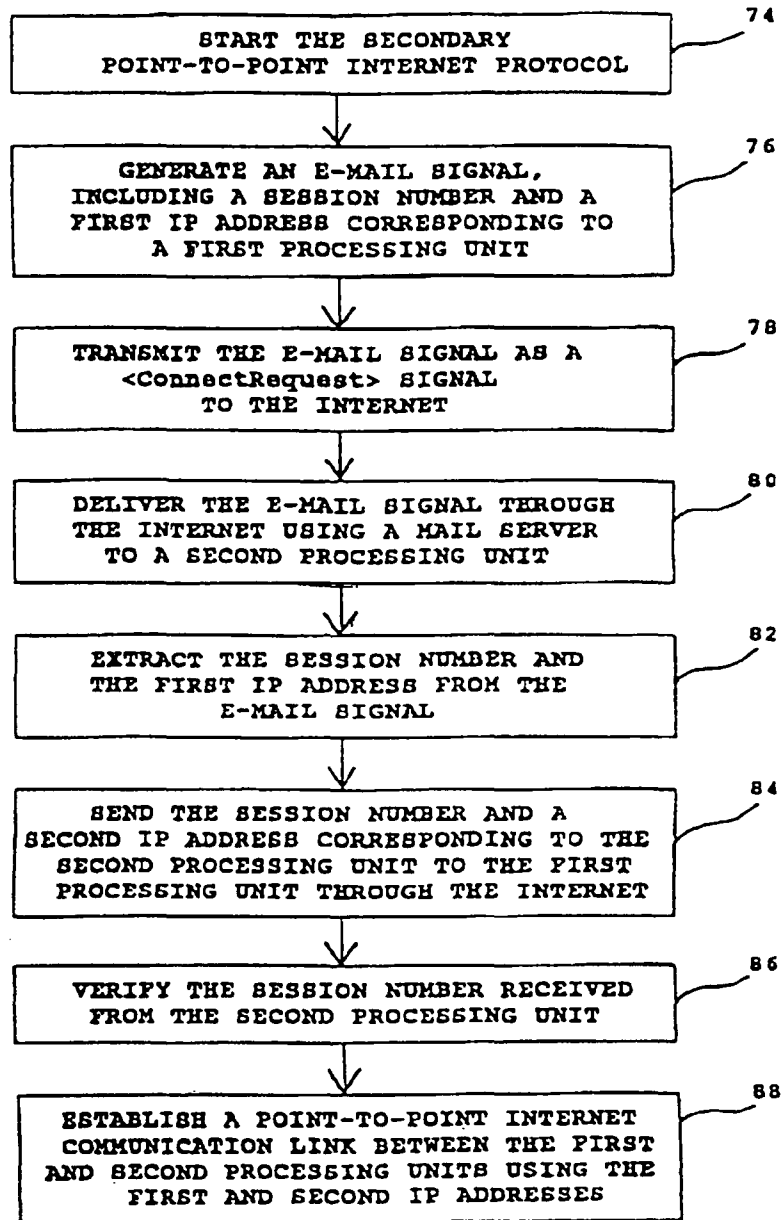 74
START THE SECONDARY
POINT-TO-POINT INTERNET PROTOCOL
76
GENERATE AN E-MAIL SIGNAL,
INCLUDING A SESSION NUMBER AND A
FIRST IP ADDRESS CORRESPONDING TO
A FIRST PROCESSING UNIT
78
TRANSMIT THE E-MAIL SIGNAL AS A
<ConnectRequest> SIGNAL
TO THE INTERNET
80
DELIVER THE E-MAIL SIGNAL THROUGH
THE INTERNET USING A MAIL SERVER
TO A SECOND PROCESSING UNIT
82
EXTRACT THE SESSION NUMBER AND
THE FIRST IP ADDRESS FROM THE
E-MAIL SIGNAL
84
SEND THE SESSION NUMBER AND A
SECOND IP ADDRESS CORRESPONDING TO THE
SECOND PROCESSING UNIT TO THE FIRST
PROCESSING UNIT THROUGH THE INTERNET
86
VERIFY THE SESSION NUMBER RECEIVED
FROM THE SECOND PROCESSING UNIT
88
ESTABLISH A POINT-TO-POINT INTERNET
COMMUNICATION LINK BETWEEN THE FIRST
AND SECOND PROCESSING UNITS USING THE
FIRST AND SECOND IP ADDRESSES